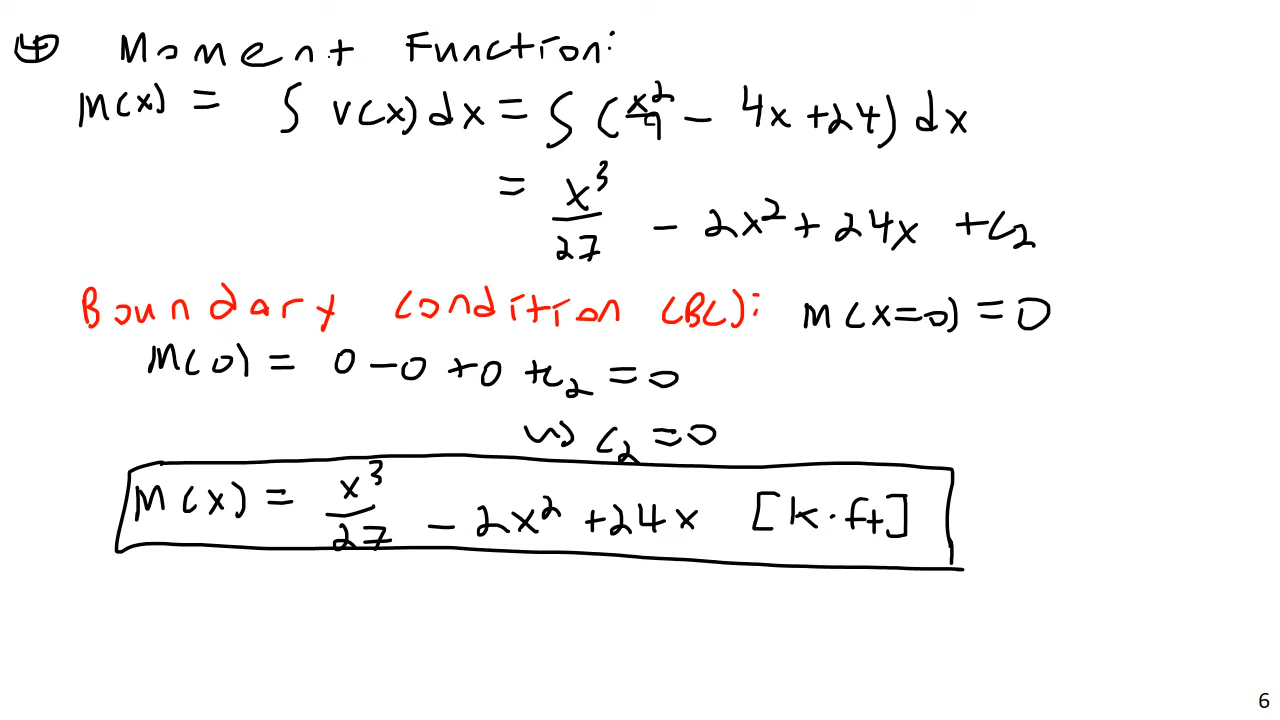 ④ Moment Function:
M(x) = ∫ V(x) dx = ∫ (x²/9 - 4x + 24) dx
= x³/27 - 2x² + 24x + C₂
Boundary Condition (BC): M(x=0) = 0
M(0) = 0 - 0 + 0 + C₂ = 0
↝ C₂ = 0
M(x) = x³/27 - 2x² + 24x [k·ft]
6